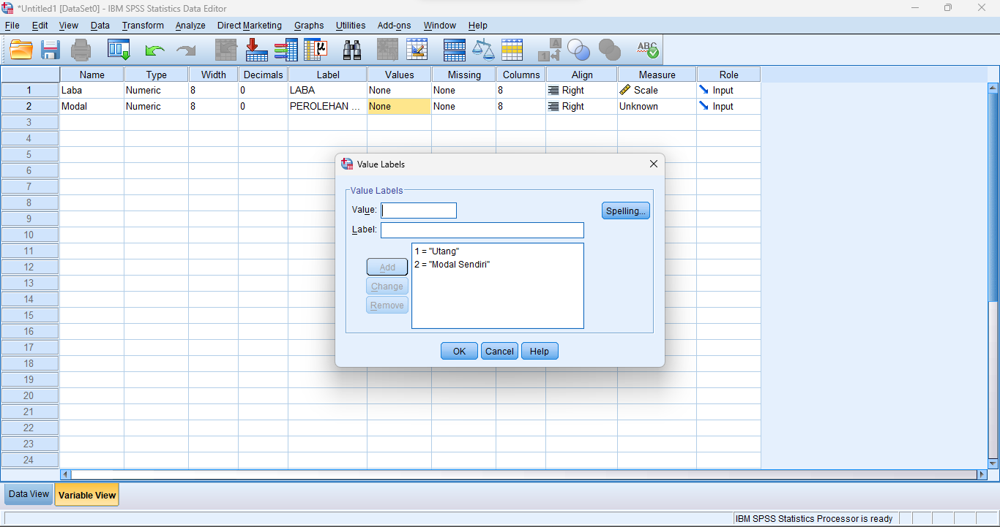 *Untitled1 [DataSet0] - IBM SPSS Statistics Data Editor
File Edit View Data Transform Analyze Direct Marketing Graphs Utilities Add-ons Window Help
Name Type Width Decimals Label Values Missing Columns Align Measure Role
1 Laba Numeric 8 0 LABA None None 8 Right Scale Input
2 Modal Numeric 8 0 PEROLEHAN ... None None 8 Right Unknown Input
3
4
5
6
7
8
9
10
11
12
13
14
15
16
17
18
19
20
21
22
23
24
Value Labels
Value Labels
Value:
Spelling...
Label:
1 = "Utang"
2 = "Modal Sendiri"
Add
Change
Remove
OK Cancel Help
Data View Variable View
IBM SPSS Statistics Processor is ready